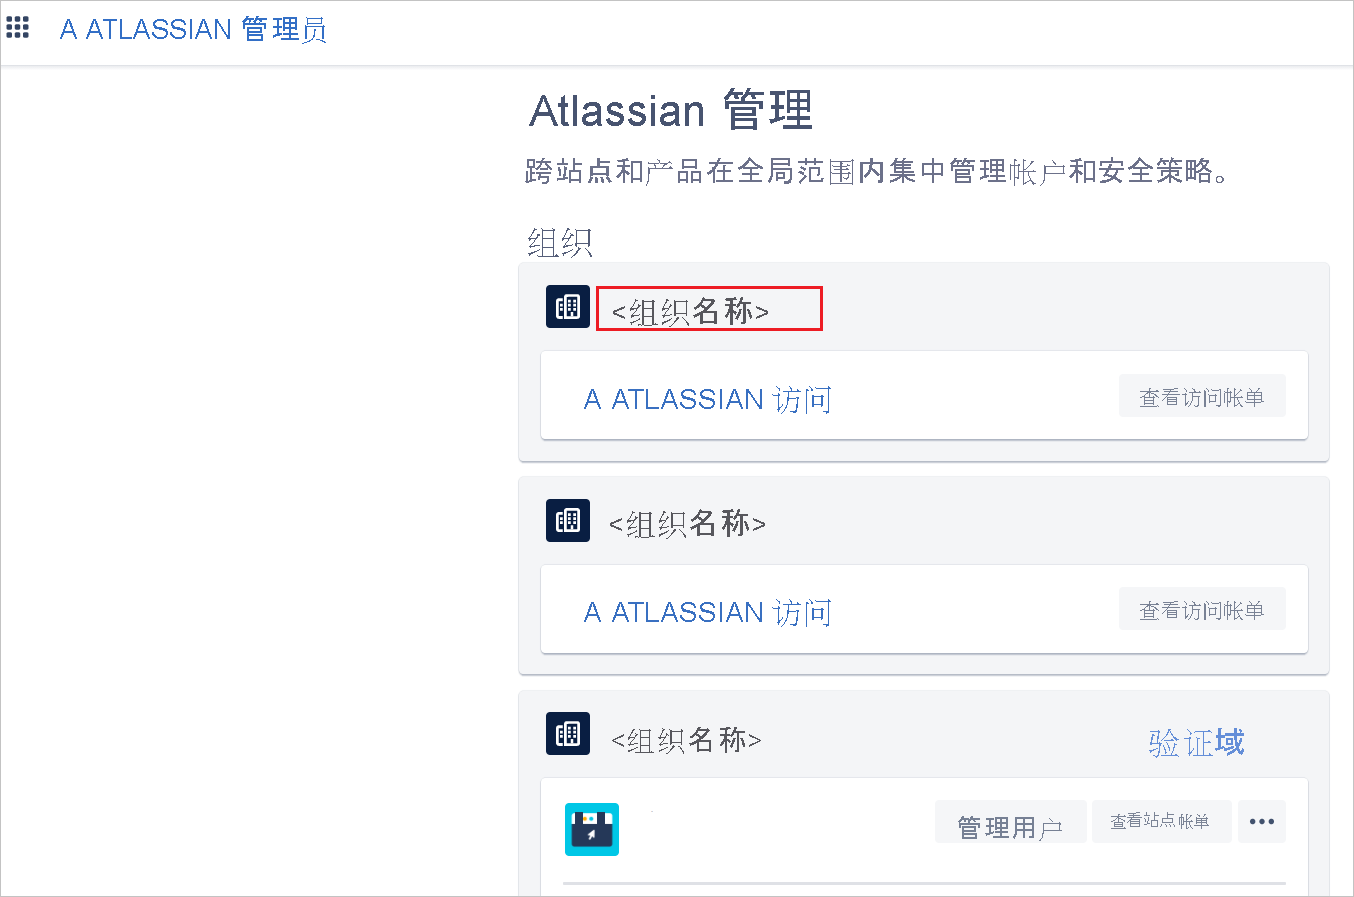 A ATLASSIAN 管理员
Atlassian 管理
跨站点和产品在全局范围内集中管理帐户和安全策略。
组织
<组织名称>
A ATLASSIAN 访问
查看访问帐单
<组织名称>
A ATLASSIAN 访问
查看访问帐单
<组织名称>
验证域
管理用户
查看站点帐单